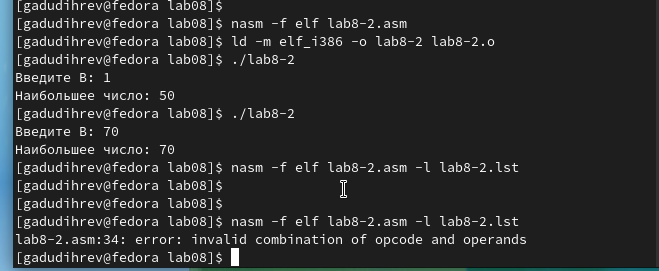 [gadudihrev@fedora lab08]$
[gadudihrev@fedora lab08]$ nasm -f elf lab8-2.asm
[gadudihrev@fedora lab08]$ ld -m elf_i386 -o lab8-2 lab8-2.o
[gadudihrev@fedora lab08]$ ./lab8-2
Введите B: 1
Наибольшее число: 50
[gadudihrev@fedora lab08]$ ./lab8-2
Введите B: 70
Наибольшее число: 70
[gadudihrev@fedora lab08]$ nasm -f elf lab8-2.asm -l lab8-2.lst
[gadudihrev@fedora lab08]$
[gadudihrev@fedora lab08]$
[gadudihrev@fedora lab08]$ nasm -f elf lab8-2.asm -l lab8-2.lst
lab8-2.asm:34: error: invalid combination of opcode and operands
[gadudihrev@fedora lab08]$